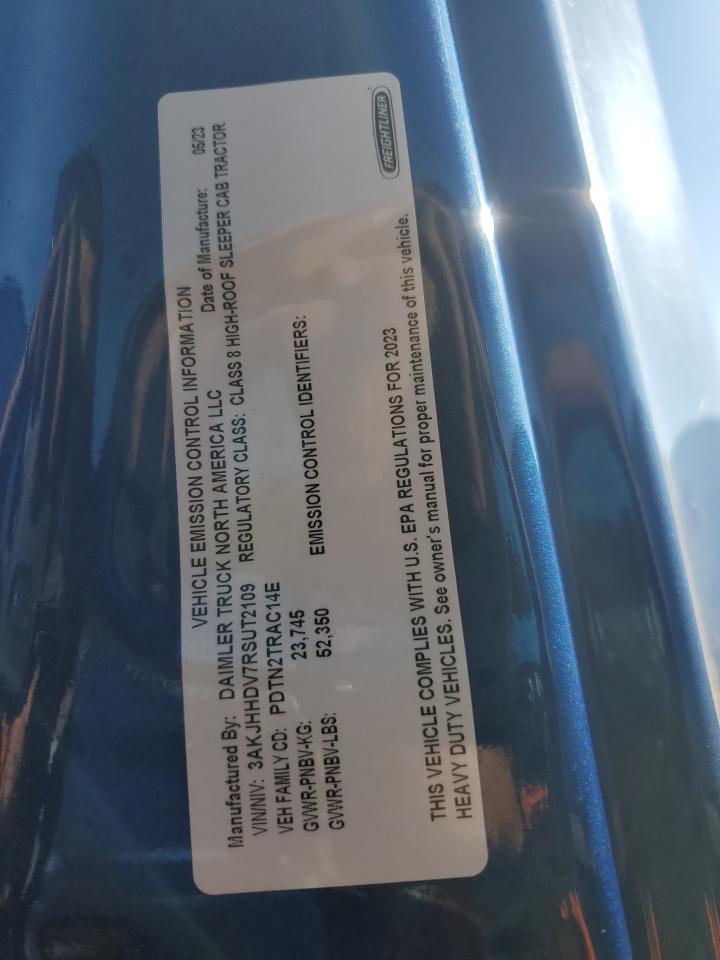 VEHICLE EMISSION CONTROL INFORMATION
Manufactured By: DAIMLER TRUCK NORTH AMERICA LLC Date of Manufacture: 06/23
VIN/NIV: 3AKJHHDV7RSUT2109 REGULATORY CLASS: CLASS 8 HIGH-ROOF SLEEPER CAB TRACTOR
VEH FAMILY CD: PDTN2TRAC14E
GVWR-PNBV-KG: 23,745
GVWR-PNBV-LBS: 52,350 EMISSION CONTROL IDENTIFIERS:
THIS VEHICLE COMPLIES WITH U.S. EPA REGULATIONS FOR 2023
HEAVY DUTY VEHICLES. See owner's manual for proper maintenance of this vehicle.
FREIGHTLINER